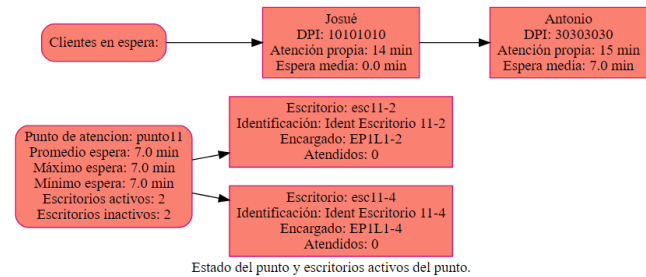 Clientes en espera:
Josué
DPI: 10101010
Atención propia: 14 min
Espera media: 0.0 min
Antonio
DPI: 30303030
Atención propia: 15 min
Espera media: 7.0 min
Punto de atencion: punto11
Promedio espera: 7.0 min
Máximo espera: 7.0 min
Mínimo espera: 7.0 min
Escritorios activos: 2
Escritorios inactivos: 2
Escritorio: esc11-2
Identificación: Ident Escritorio 11-2
Encargado: EP1L1-2
Atendidos: 0
Escritorio: esc11-4
Identificación: Ident Escritorio 11-4
Encargado: EP1L1-4
Atendidos: 0
Estado del punto y escritorios activos del punto.